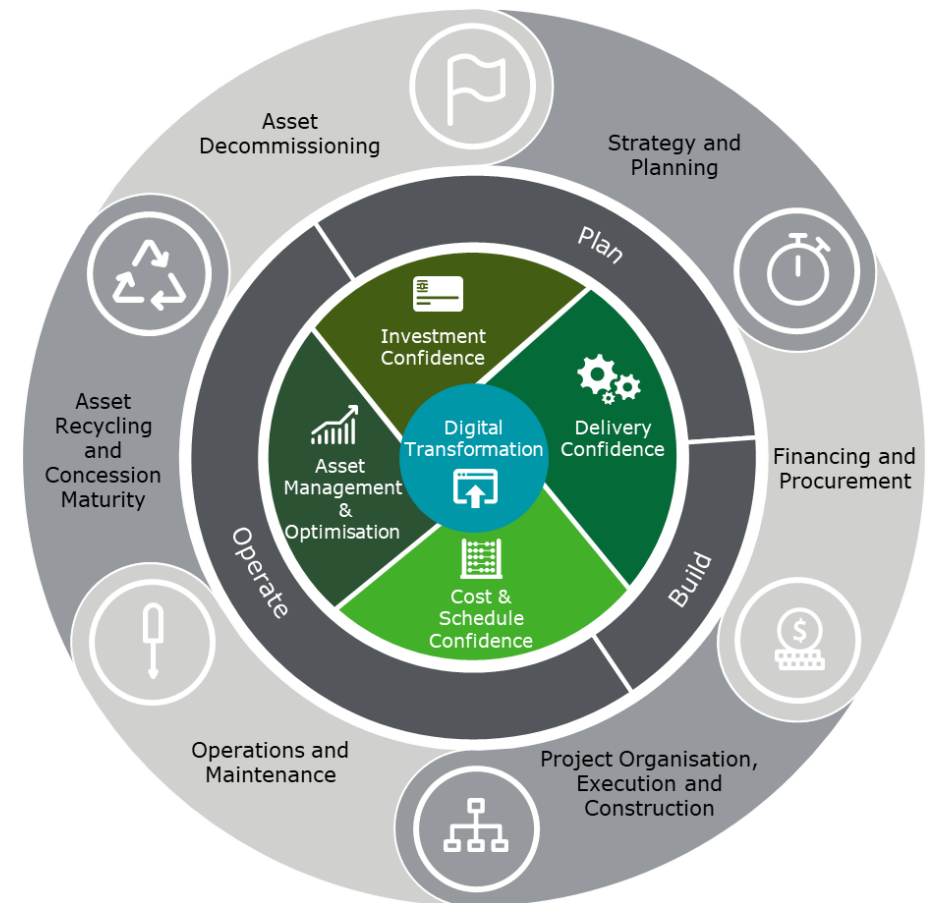 Asset
Decommissioning
Strategy and
Planning
Plan
Investment
Confidence
Digital
Transformation
Delivery
Confidence
Asset
Management
&
Optimisation
Asset
Recycling
and
Concession
Maturity
Financing and
Procurement
Operate
Build
Cost &
Schedule
Confidence
Operations and
Maintenance
Project Organisation,
Execution and
Construction
$